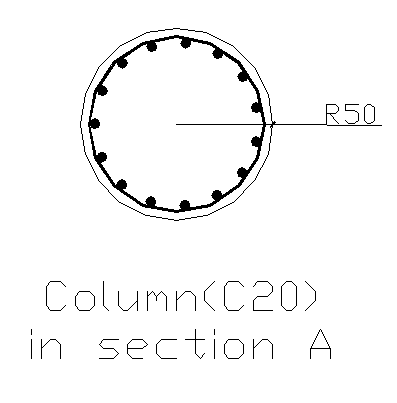 R50
Column(C20)
in section A